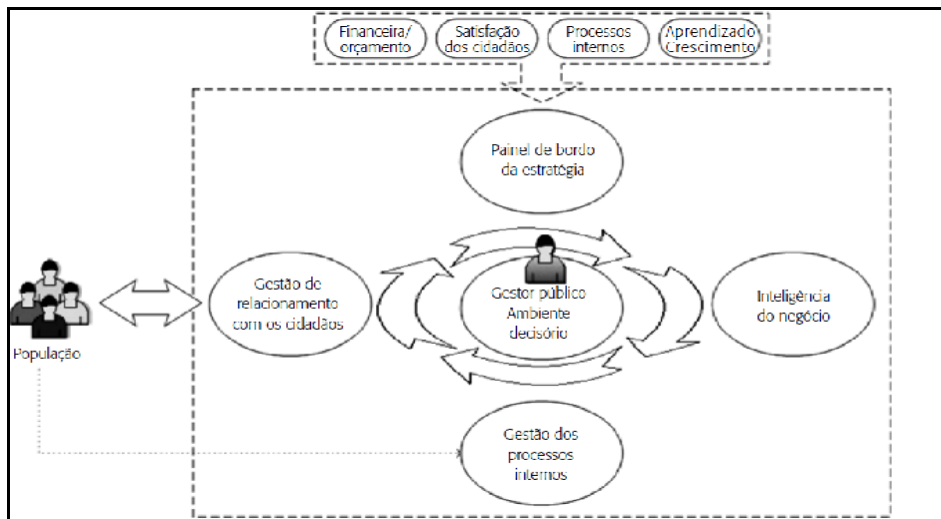 Financeira/
orçamento
Satisfação
dos cidadãos
Processos
internos
Aprendizado
Crescimento
Painel de bordo
da estratégia
Gestão de
relacionamento
com os cidadãos
Gestor público
Ambiente
decisório
Inteligência
do negócio
População
Gestão dos
processos
internos